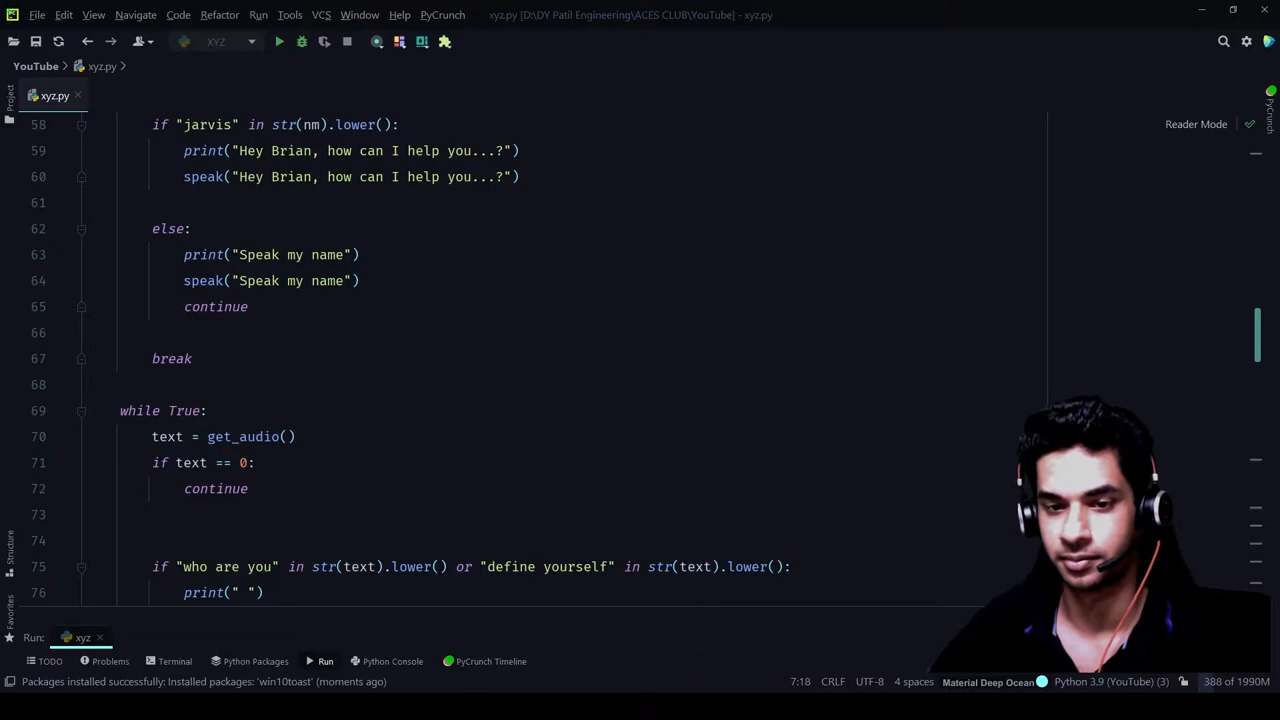 File Edit View Navigate Code Refactor Run Tools VCS Window Help PyCrunch xyz.py [D:\DY Patil Engineering\ACES CLUB\YouTube] - xyz.py
XYZ
YouTube xyz.py
Project
xyz.py
PyCrunch
Reader Mode
58 if "jarvis" in str(nm).lower():
59 print("Hey Brian, how can I help you...?")
60 speak("Hey Brian, how can I help you...?")
61
62 else:
63 print("Speak my name")
64 speak("Speak my name")
65 continue
66
67 break
68
69 while True:
70 text = get_audio()
71 if text == 0:
72 continue
73
74
75 if "who are you" in str(text).lower() or "define yourself" in str(text).lower():
76 print(" ")
Structure
Favorites
Run: xyz
TODO Problems Terminal Python Packages Run Python Console PyCrunch Timeline
Packages installed successfully: Installed packages: 'win10toast' (moments ago) 7:18 CRLF UTF-8 4 spaces Material Deep Ocean Python 3.9 (YouTube) (3) 388 of 1990M